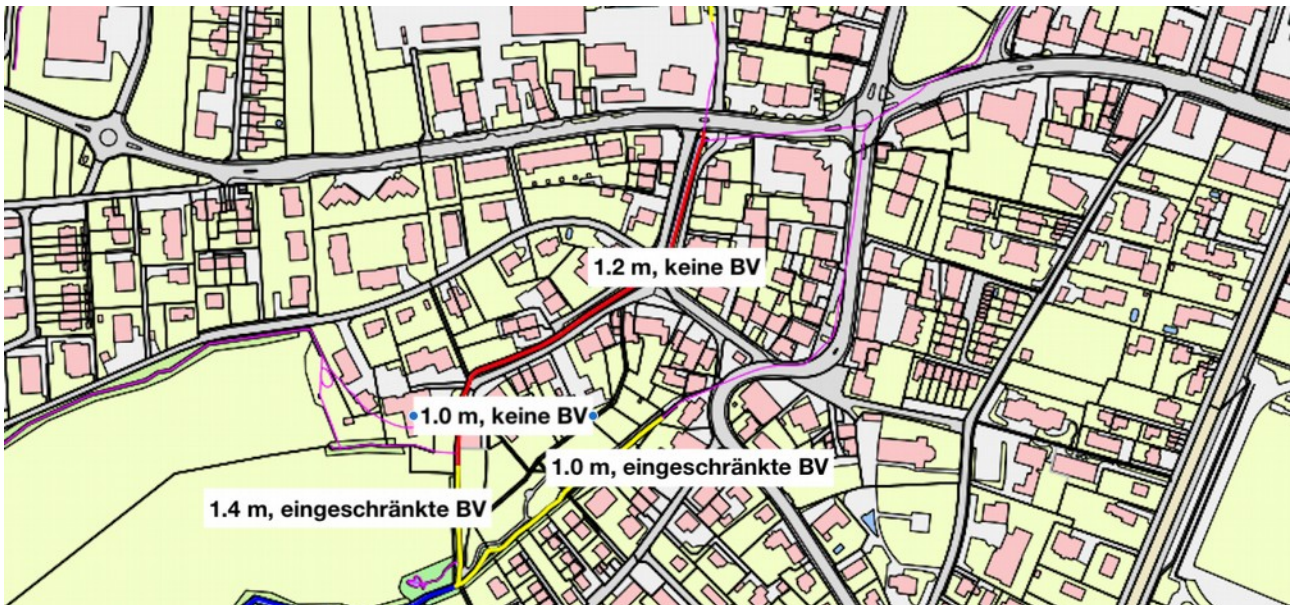 1.2 m, keine BV
1.0 m, keine BV
1.0 m, eingeschränkte BV
1.4 m, eingeschränkte BV